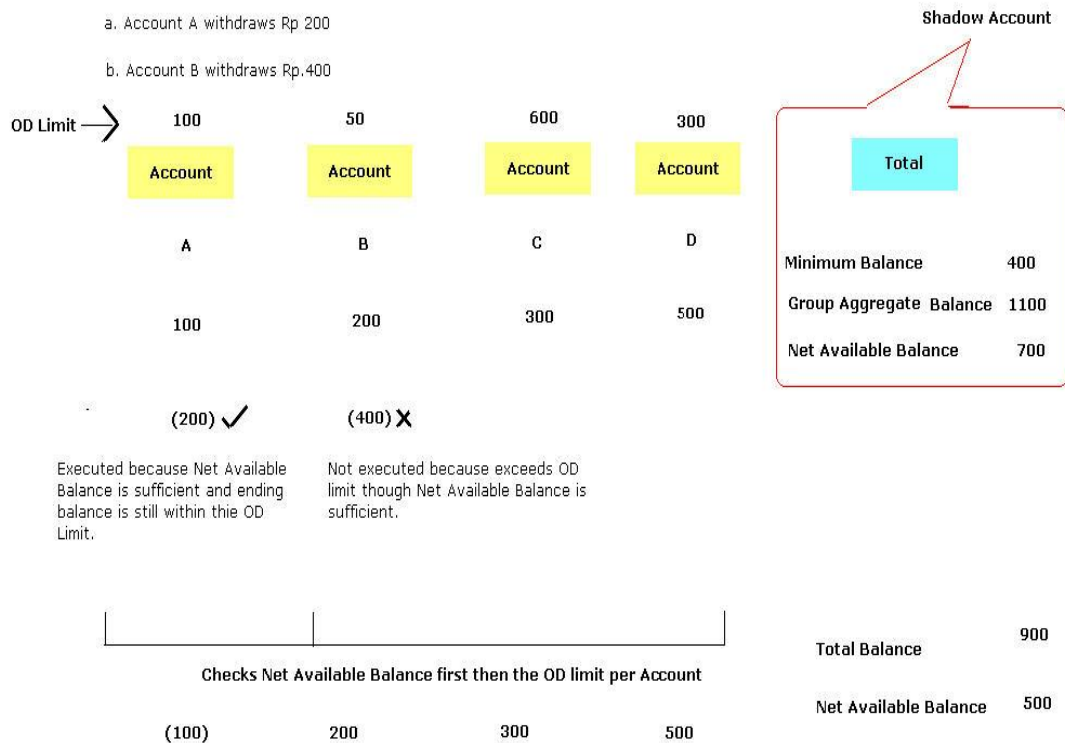 a. Account A withdraws Rp 200
Shadow Account
b. Account B withdraws Rp.400
OD Limit
100 50 600 300
Account Account Account Account
Total
A B C D
Minimum Balance 400
Group Aggregate Balance 1100
100 200 300 500
Net Available Balance 700
(200) (400)
Executed because Net Available
Balance is sufficient and ending
balance is still within thie OD
Limit.
Not executed because exceeds OD
limit though Net Available Balance is
sufficient.
Total Balance 900
Checks Net Available Balance first then the OD limit per Account
Net Available Balance 500
(100) 200 300 500